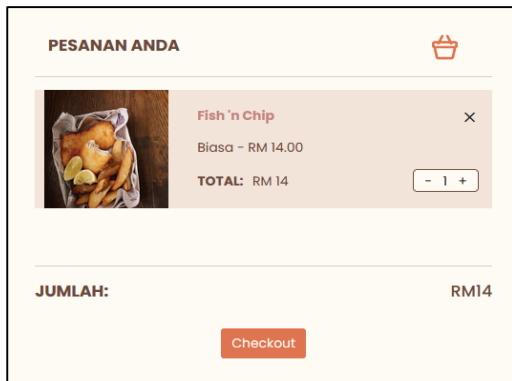 PESANAN ANDA
Fish 'n Chip
×
Biasa - RM 14.00
TOTAL: RM 14
- 1 +
JUMLAH: RM14
Checkout